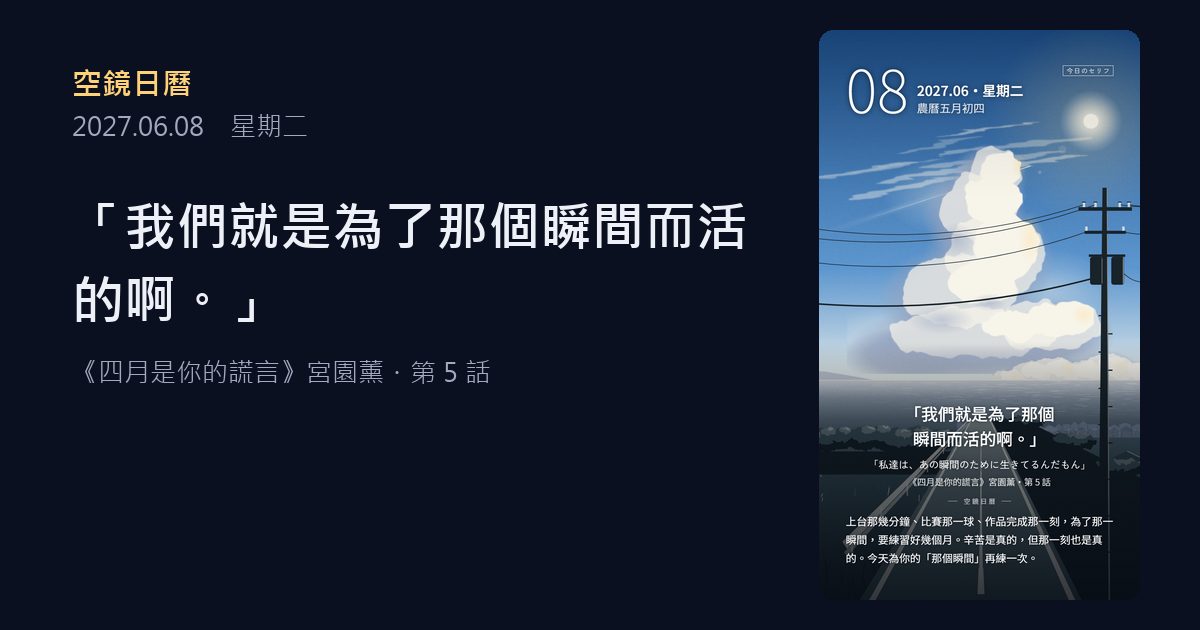 空鏡日曆
2027.06.08 星期二
「我們就是為了那個瞬間而活
的啊。」
《四月是你的謊言》宮園薰・第 5 話
08
2027.06・星期二
農曆五月初四
今日のセリフ
「我們就是為了那個
瞬間而活的啊。」
「私達は、あの瞬間のために生きてるんだもん」
《四月是你的謊言》宮園薰・第 5 話
— 空鏡日曆 —
上台那幾分鐘、比賽那一球、作品完成那一刻，為了那一
瞬間，要練習好幾個月。辛苦是真的，但那一刻也是真
的。今天為你的「那個瞬間」再練一次。